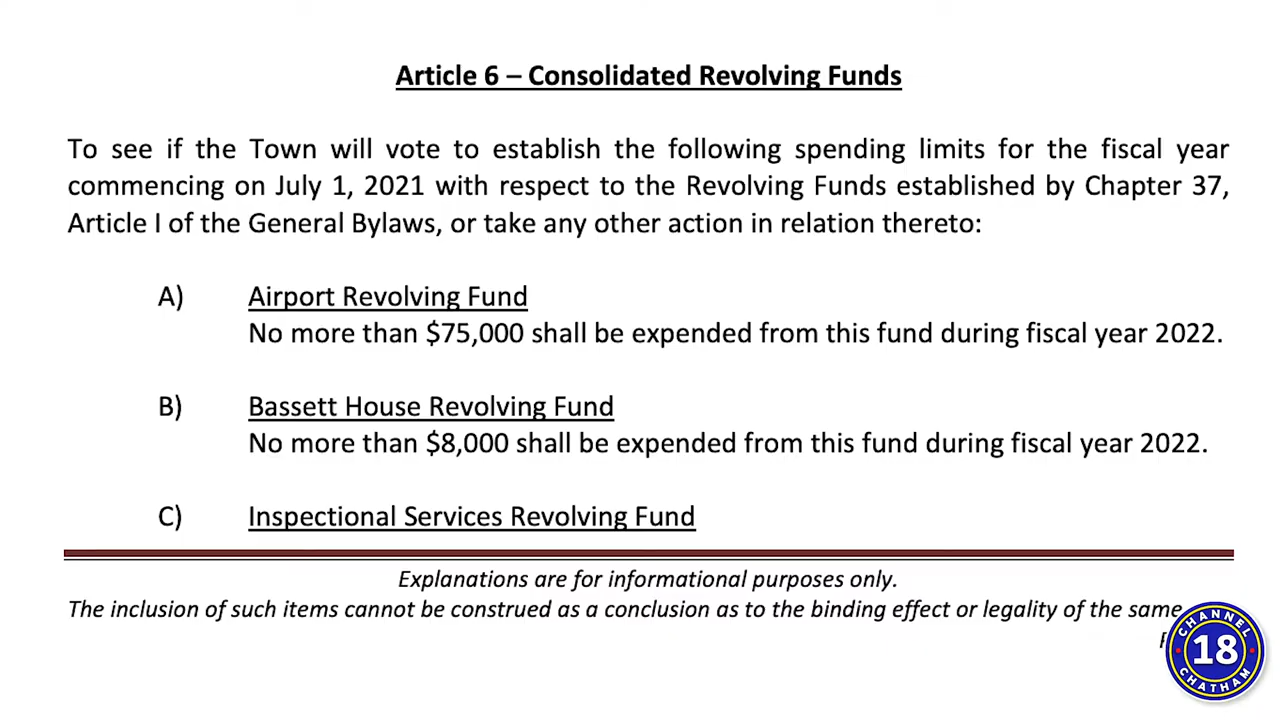 Article 6 – Consolidated Revolving Funds
To see if the Town will vote to establish the following spending limits for the fiscal year
commencing on July 1, 2021 with respect to the Revolving Funds established by Chapter 37,
Article I of the General Bylaws, or take any other action in relation thereto:
A) Airport Revolving Fund
No more than $75,000 shall be expended from this fund during fiscal year 2022.
B) Bassett House Revolving Fund
No more than $8,000 shall be expended from this fund during fiscal year 2022.
C) Inspectional Services Revolving Fund
Explanations are for informational purposes only.
The inclusion of such items cannot be construed as a conclusion as to the binding effect or legality of the same
CHANNEL
18
CHATHAM